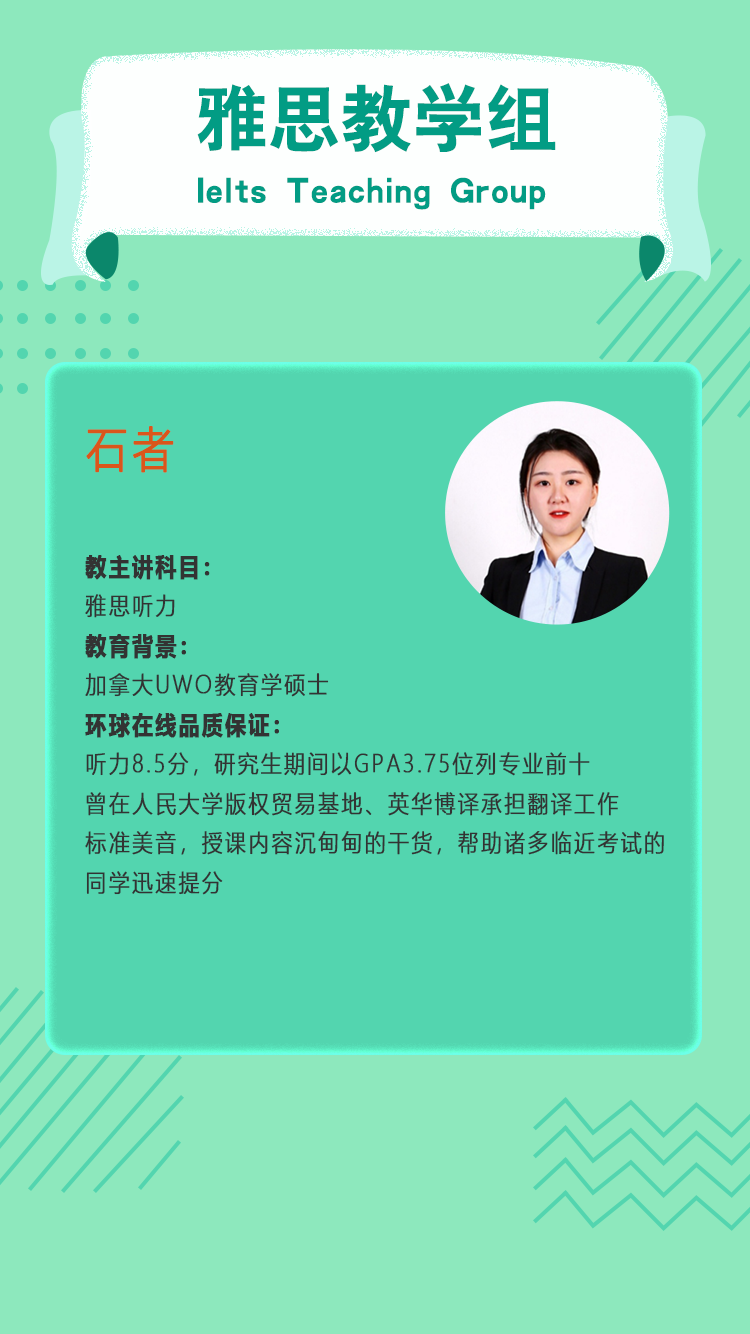 雅思教学组
Ielts Teaching Group
石者
教主讲科目：
雅思听力
教育背景：
加拿大UWO教育学硕士
环球在线品质保证：
听力8.5分，研究生期间以GPA3.75位列专业前十
曾在人民大学版权贸易基地、英华博译承担翻译工作
标准美音，授课内容沉甸甸的干货，帮助诸多临近考试的
同学迅速提分